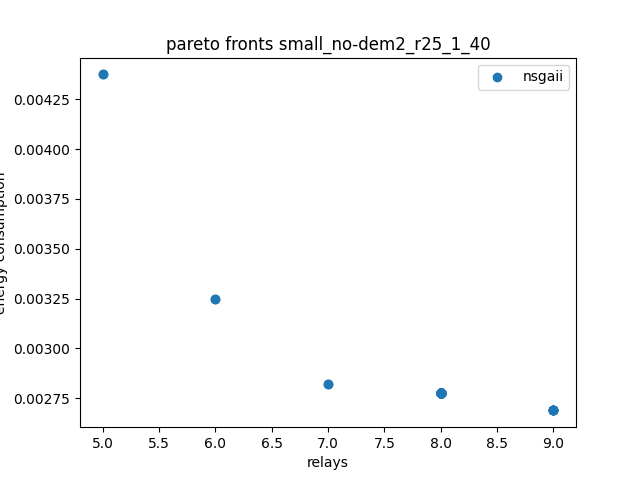 pareto fronts small_no-dem2_r25_1_40
nsgaii
0.00425
0.00400
0.00375
0.00350
0.00325
0.00300
0.00275
energy consumption
5.0 5.5 6.0 6.5 7.0 7.5 8.0 8.5 9.0
relays